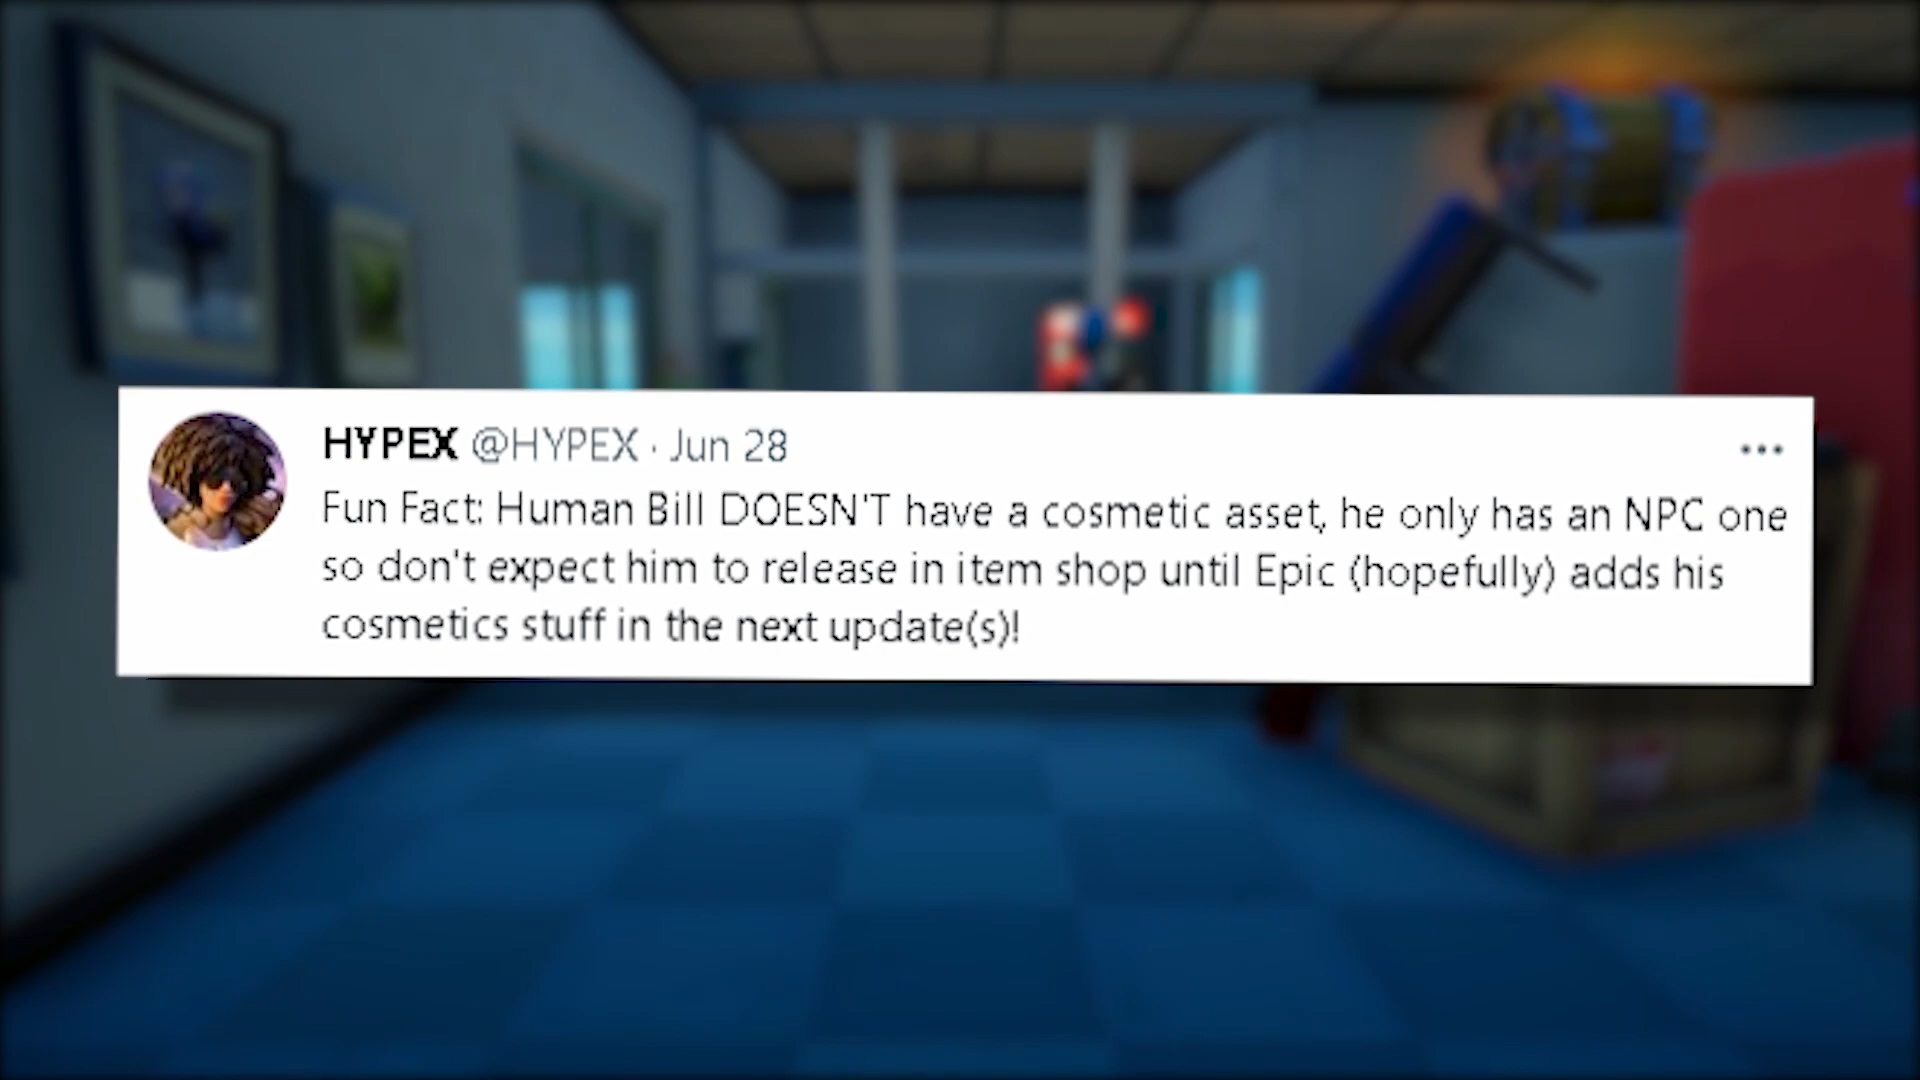 HYPEX @HYPEX · Jun 28
Fun Fact: Human Bill DOESN'T have a cosmetic asset, he only has an NPC one
so don't expect him to release in item shop until Epic (hopefully) adds his
cosmetics stuff in the next update(s)!